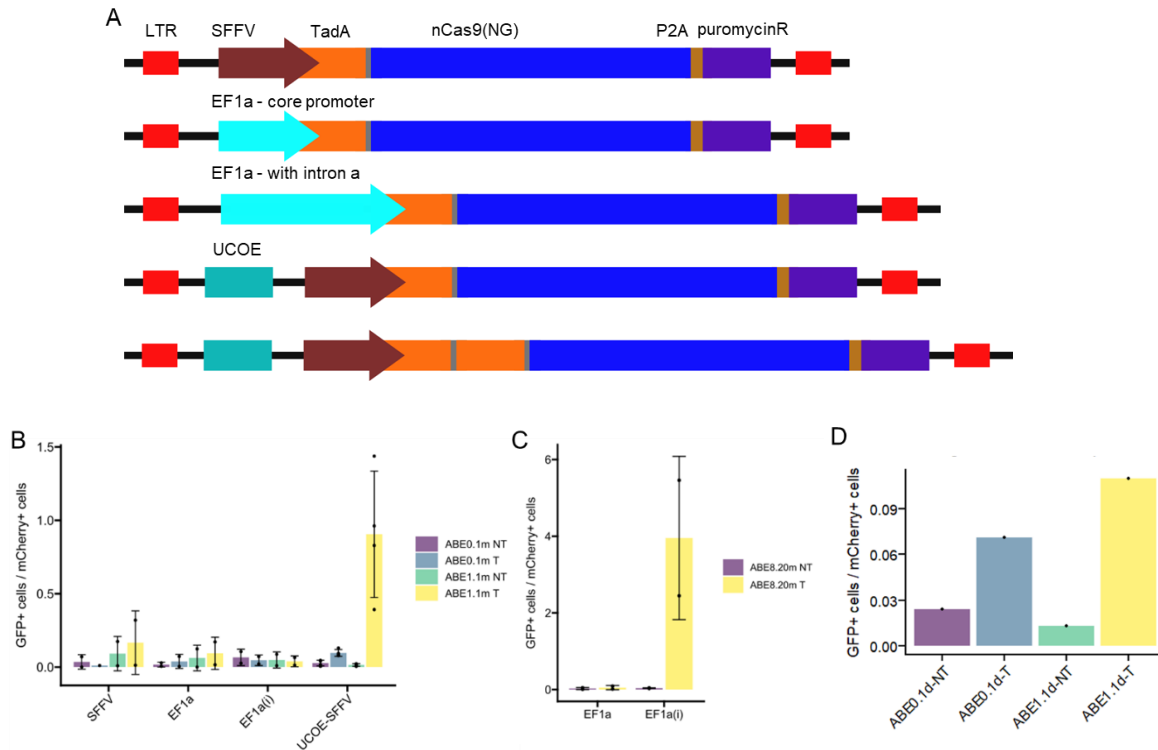 A
LTR SFFV TadA nCas9(NG) P2A puromycinR
EF1a - core promoter
EF1a - with intron a
UCOE
B
GFP+ cells / mCherry+ cells
1.5
1.0
0.5
0.0
SFFV
EF1a
EF1a(i)
UCOE-SFFV
ABE0.1m NT
ABE0.1m T
ABE1.1m NT
ABE1.1m T
C
GFP+ cells / mCherry+ cells
6
4
2
0
EF1a
EF1a(i)
ABE8.20m NT
ABE8.20m T
D
GFP+ cells / mCherry+ cells
0.09
0.06
0.03
0.00
ABE0.1d-NT
ABE0.1d-T
ABE1.1d-NT
ABE1.1d-T